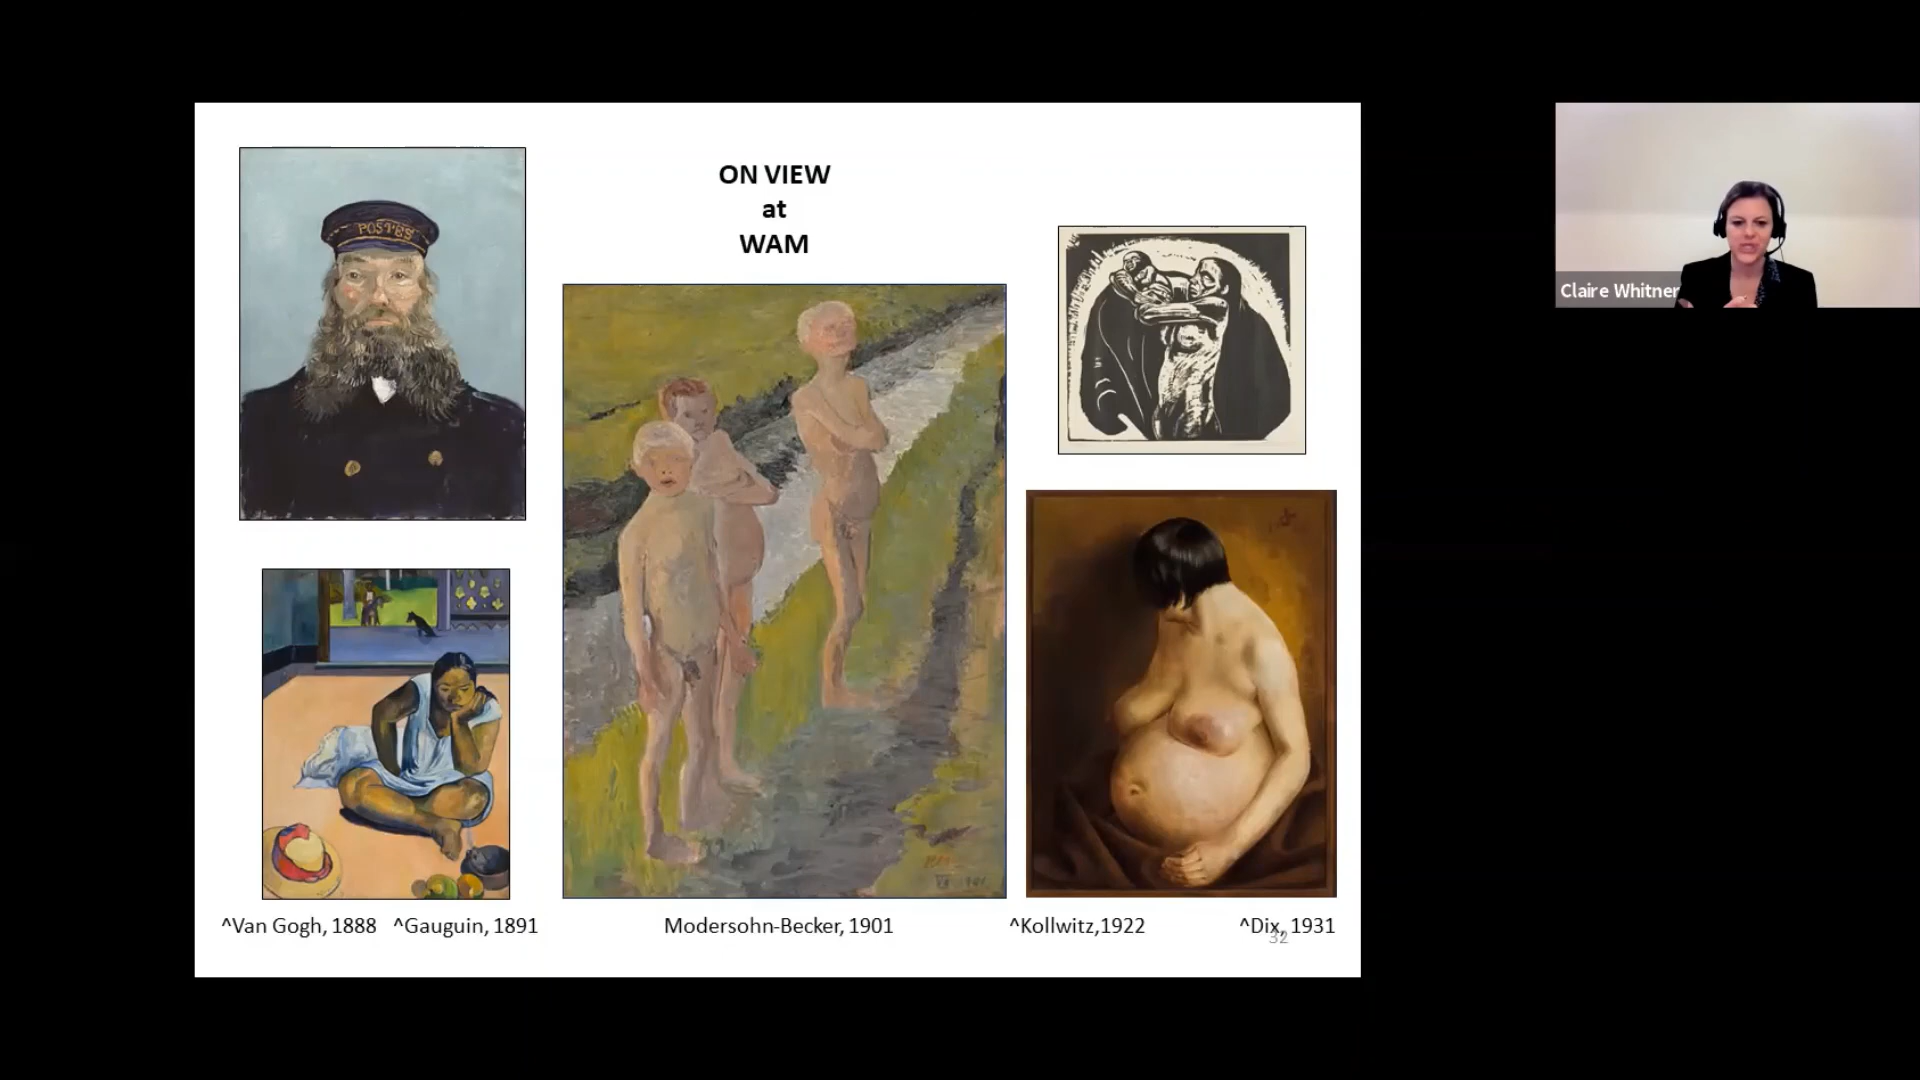 ON VIEW
at
WAM
POSTES
^Van Gogh, 1888 ^Gauguin, 1891 Modersohn-Becker, 1901 ^Kollwitz,1922 ^Dix, 1931
32
Claire Whitner